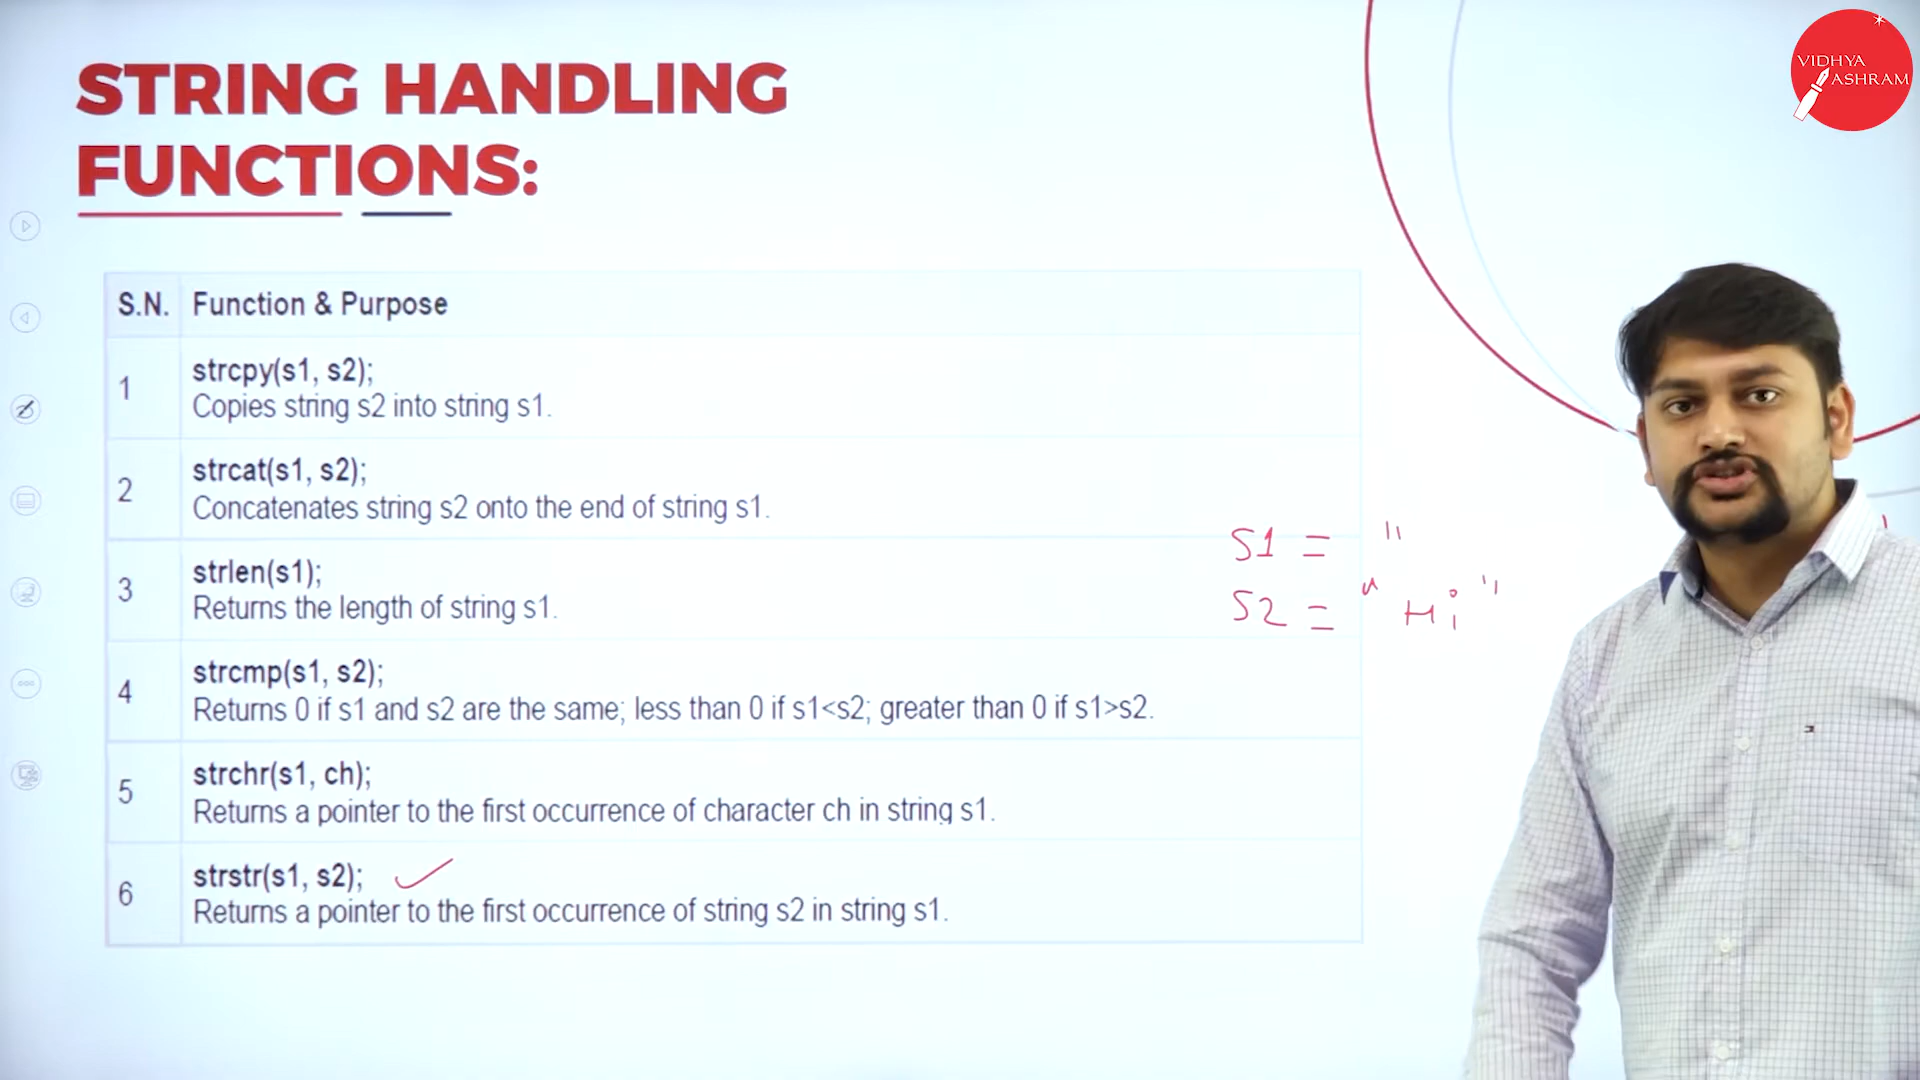 VIDHYA
ASHRAM
STRING HANDLING
FUNCTIONS:
S.N. Function & Purpose
1 strcpy(s1, s2);
Copies string s2 into string s1.
2 strcat(s1, s2);
Concatenates string s2 onto the end of string s1.
3 strlen(s1);
Returns the length of string s1.
4 strcmp(s1, s2);
Returns 0 if s1 and s2 are the same; less than 0 if s1<s2; greater than 0 if s1>s2.
5 strchr(s1, ch);
Returns a pointer to the first occurrence of character ch in string s1.
6 strstr(s1, s2);
Returns a pointer to the first occurrence of string s2 in string s1.
S1 = "
S2 = "Hi"